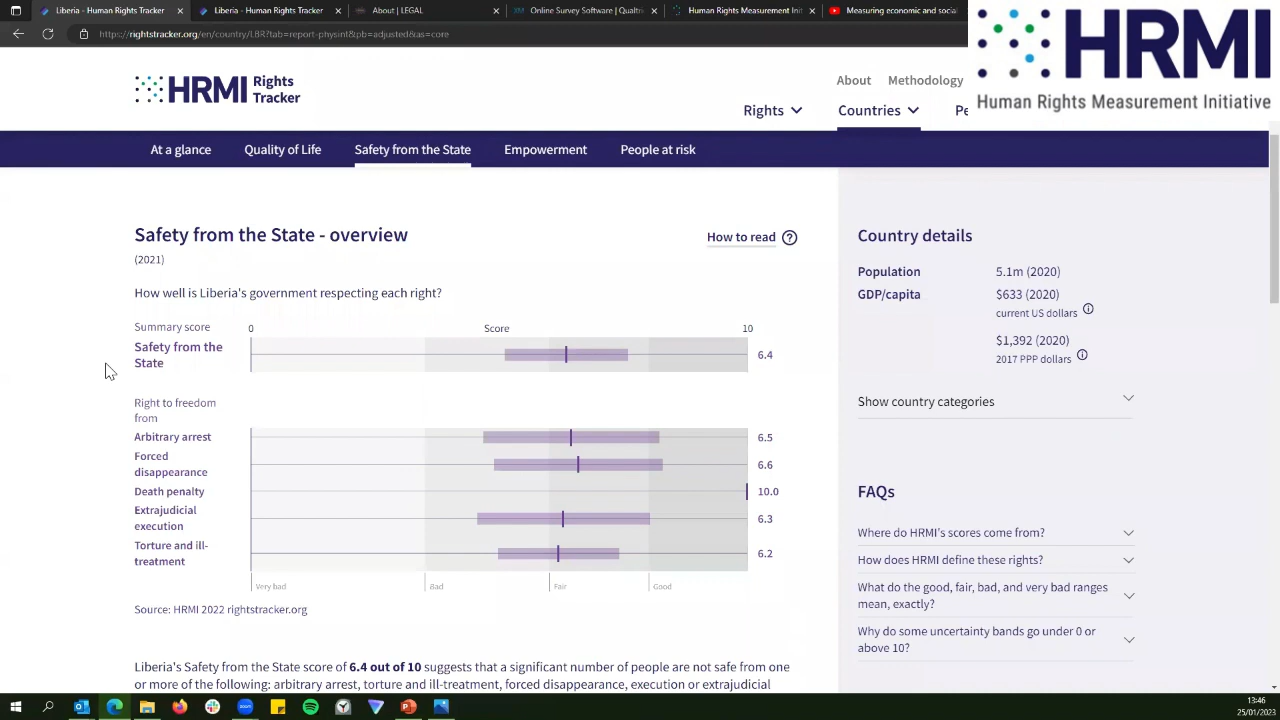 Liberia - Human Rights Tracker
Liberia - Human Rights Tracker
About | LEGAL
Online Survey Software | Qualtri
Human Rights Measurement Init
Measuring economic and social
https://rightstracker.org/en/country/LBR?tab=report-physint&pb=adjusted&as=core
HRMI
Human Rights Measurement Initiative
HRMI Rights
Tracker
About Methodology
Rights Countries Pe
At a glance Quality of Life Safety from the State Empowerment People at risk
Safety from the State - overview
How to read ?
(2021)
How well is Liberia's government respecting each right?
Summary score 0 Score 10
Safety from the
State
6.4
Right to freedom
from
Arbitrary arrest 6.5
Forced
disappearance
6.6
Death penalty 10.0
Extrajudicial
execution
6.3
Torture and ill-
treatment
6.2
Very bad Bad Fair Good
Source: HRMI 2022 rightstracker.org
Liberia's Safety from the State score of 6.4 out of 10 suggests that a significant number of people are not safe from one
or more of the following: arbitrary arrest, torture and ill-treatment, forced disappearance, execution or extrajudicial
Country details
Population 5.1m (2020)
GDP/capita $633 (2020)
current US dollars
$1,392 (2020)
2017 PPP dollars
Show country categories
FAQs
Where do HRMI's scores come from?
How does HRMI define these rights?
What do the good, fair, bad, and very bad ranges
mean, exactly?
Why do some uncertainty bands go under 0 or
above 10?
13:46
25/01/2023